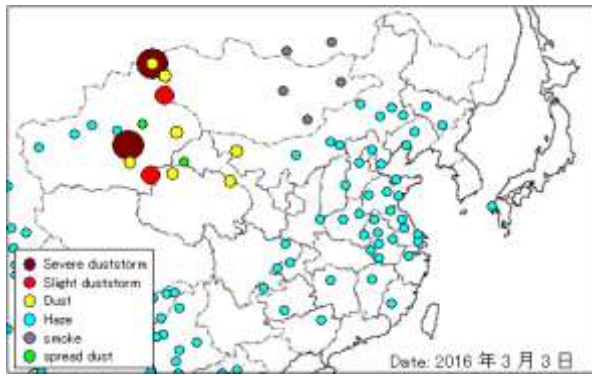 Severe duststorm
Slight duststorm
Dust
Haze
smoke
spread dust
Date: 2016 年 3 月 3 日